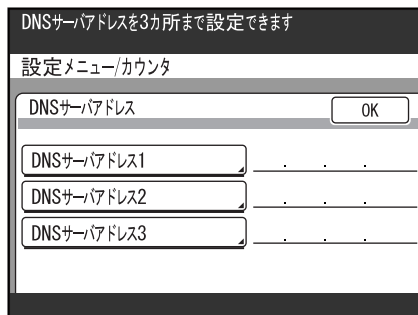 DNSサーバアドレスを3カ所まで設定できます
設定メニュー/カウンタ
DNSサーバアドレス
OK
DNSサーバアドレス1 . . .
DNSサーバアドレス2 . . .
DNSサーバアドレス3 . . .